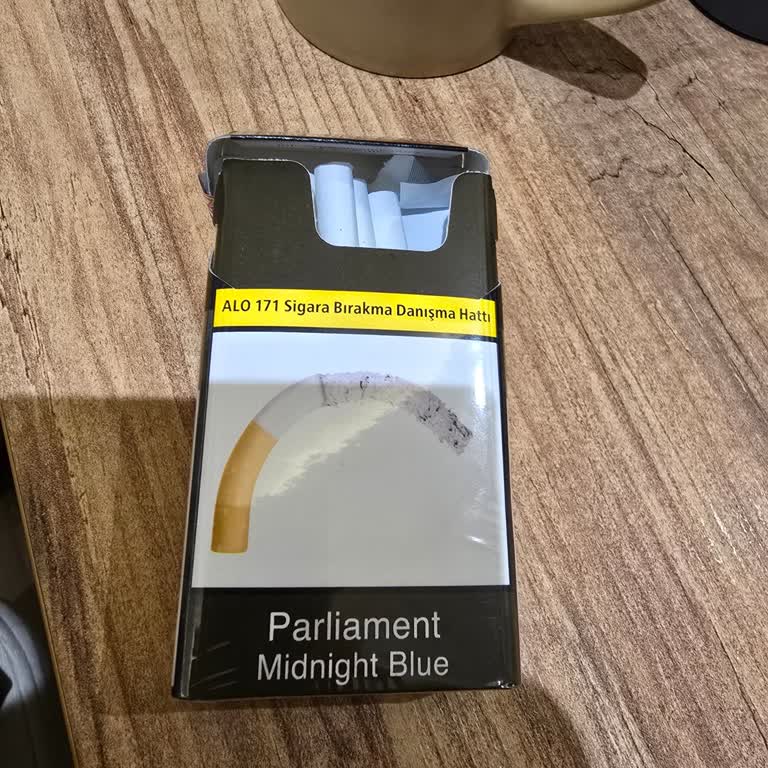 ALO 171 Sigara Bırakma Danışma Hattı
Parliament
Midnight Blue